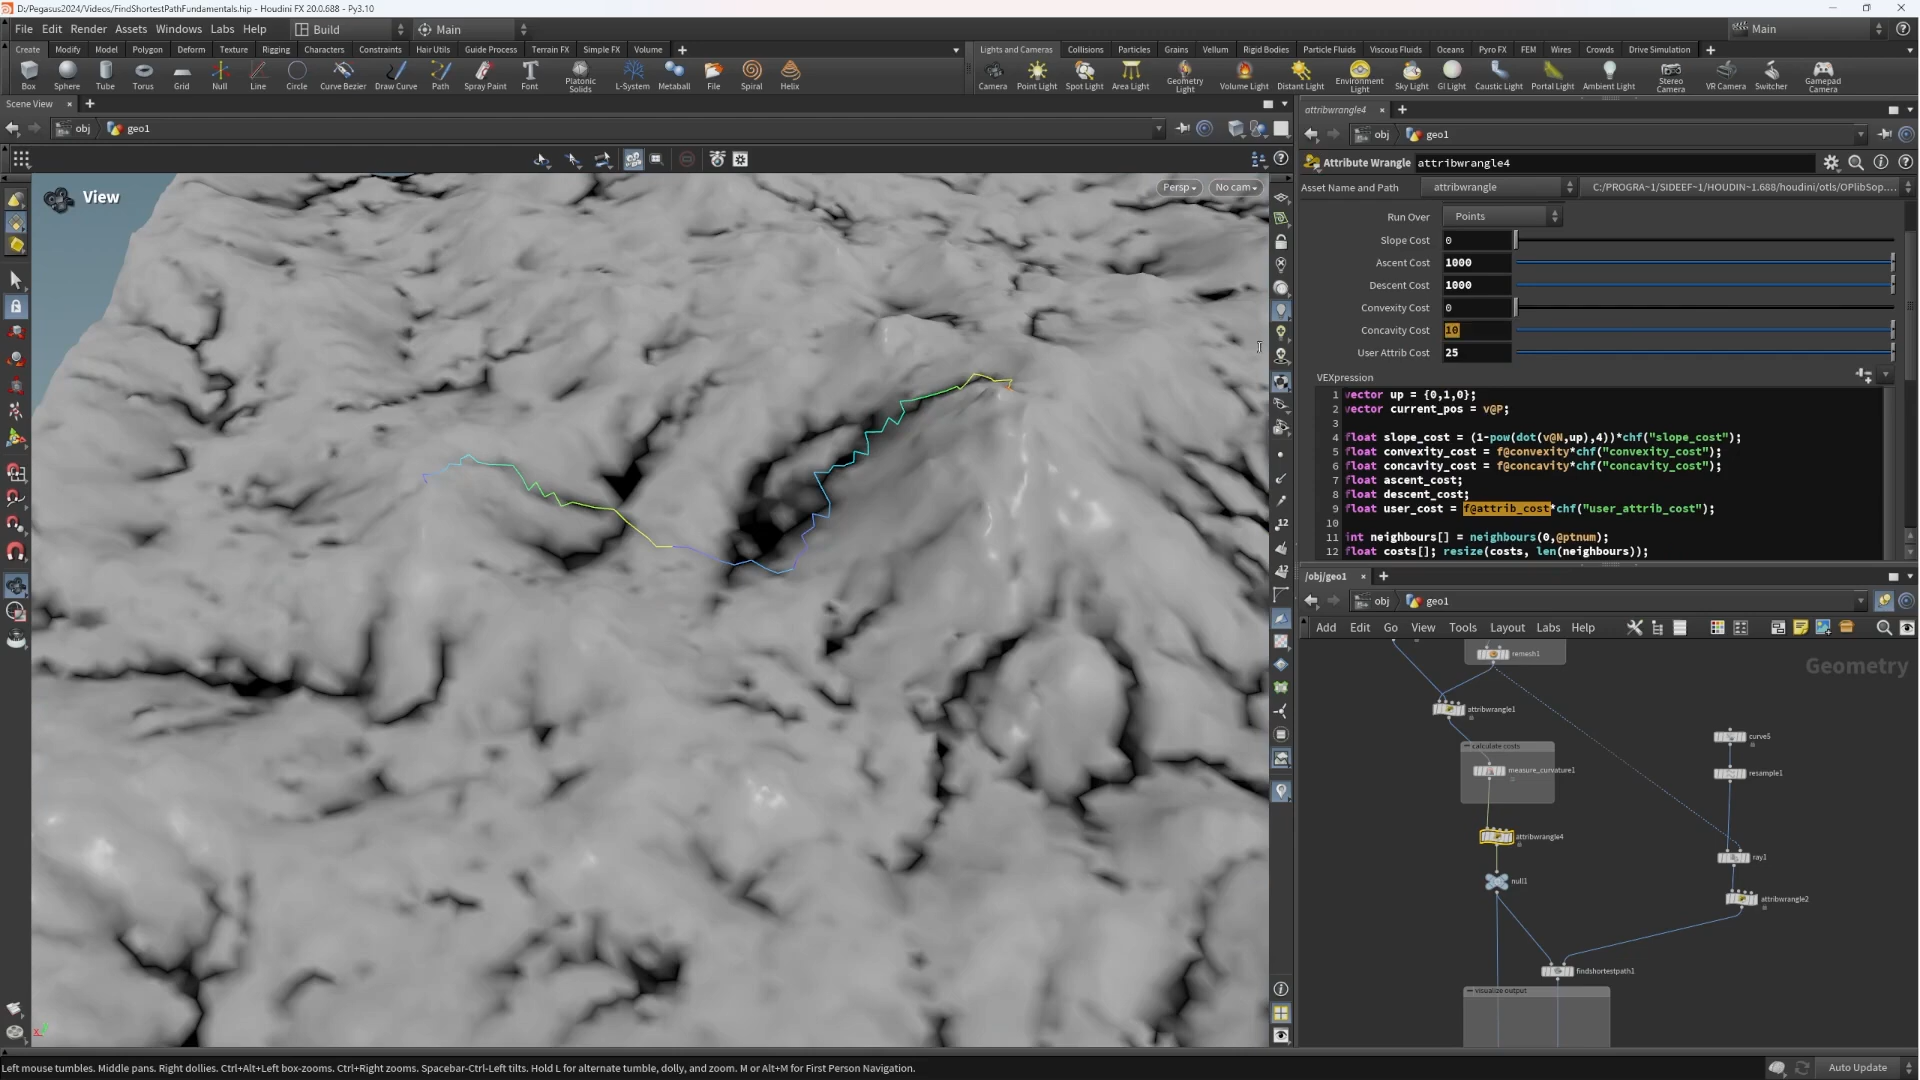 D:/Pegasus2024/Videos/FindShortestPathFundamentals.hip - Houdini FX 20.0.688 - Py3.10
File Edit Render Assets Windows Labs Help Build Main Main
Create Modify Model Polygon Deform Texture Rigging Characters Constraints Hair Utils Guide Process Terrain FX Simple FX Volume
Lights and Cameras Collisions Particles Grains Vellum Rigid Bodies Particle Fluids Viscous Fluids Oceans Pyro FX FEM Wires Crowds Drive Simulation
Box Sphere Tube Torus Grid Null Line Circle Curve Bezier Draw Curve Path Spray Paint Font Platonic Solids L-System Metaball File Spiral Helix
Camera Point Light Spot Light Area Light Geometry Light Volume Light Distant Light Environment Light Sky Light GI Light Caustic Light Portal Light Ambient Light Stereo Camera VR Camera Switcher Gamepad Camera
Scene View
obj geo1
View
Persp No cam
attribwrangle4
obj geo1
Attribute Wrangle attribwrangle4
Asset Name and Path attribwrangle C:/PROGRA~1/SIDEEF~1/HOUDIN~1.688/houdini/otls/OPlibSop....
Run Over Points
Slope Cost 0
Ascent Cost 1000
Descent Cost 1000
Convexity Cost 0
Concavity Cost 10
User Attrib Cost 25
VEXpression
1 vector up = {0,1,0};
2 vector current_pos = v@P;
3
4 float slope_cost = (1-pow(dot(v@N,up),4))*chf("slope_cost");
5 float convexity_cost = f@convexity*chf("convexity_cost");
6 float concavity_cost = f@concavity*chf("concavity_cost");
7 float ascent_cost;
8 float descent_cost;
9 float user_cost = f@attrib_cost*chf("user_attrib_cost");
10
11 int neighbours[] = neighbours(0,@ptnum);
12 float costs[]; resize(costs, len(neighbours));
/obj/geo1
obj geo1
Add Edit Go View Tools Layout Labs Help
Geometry
remesh1
attribwrangle1
curve5
calculate costs
measure_curvature1
resample1
attribwrangle4
ray1
null1
attribwrangle2
findshortestpath1
visualize output
Left mouse tumbles. Middle pans. Right dollies. Ctrl+Alt+Left box-zooms. Ctrl+Right zooms. Spacebar-Ctrl-Left tilts. Hold L for alternate tumble, dolly, and zoom. M or Alt+M for First Person Navigation.
Auto Update